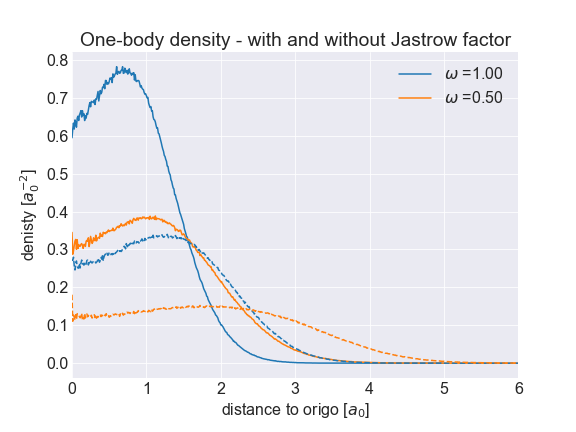 One-body density - with and without Jastrow factor
0.8
0.7
0.6
0.5
0.4
0.3
0.2
0.1
0.0
denisty [$a_0^{-2}$]
ω =1.00
ω =0.50
0 1 2 3 4 5 6
distance to origo [$a_0$]